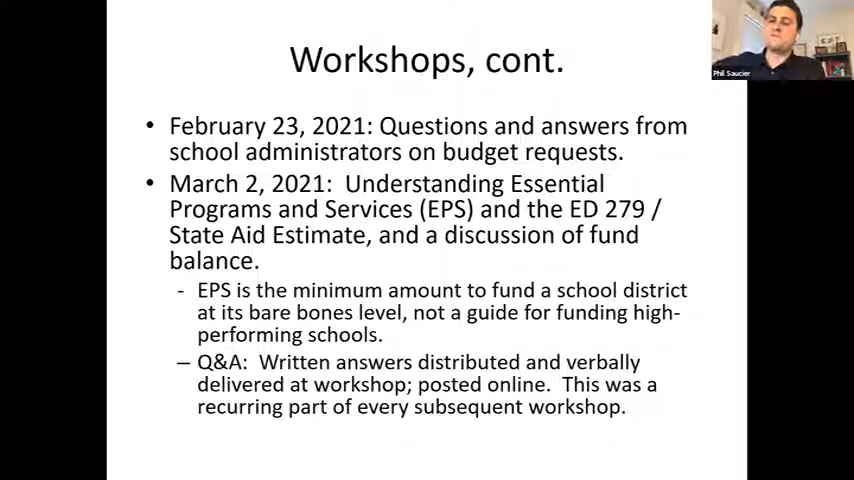 Workshops, cont.
• February 23, 2021: Questions and answers from
school administrators on budget requests.
• March 2, 2021:  Understanding Essential
Programs and Services (EPS) and the ED 279 /
State Aid Estimate, and a discussion of fund
balance.
- EPS is the minimum amount to fund a school district
at its bare bones level, not a guide for funding high-
performing schools.
– Q&A:  Written answers distributed and verbally
delivered at workshop; posted online.  This was a
recurring part of every subsequent workshop.
Phil Saucier